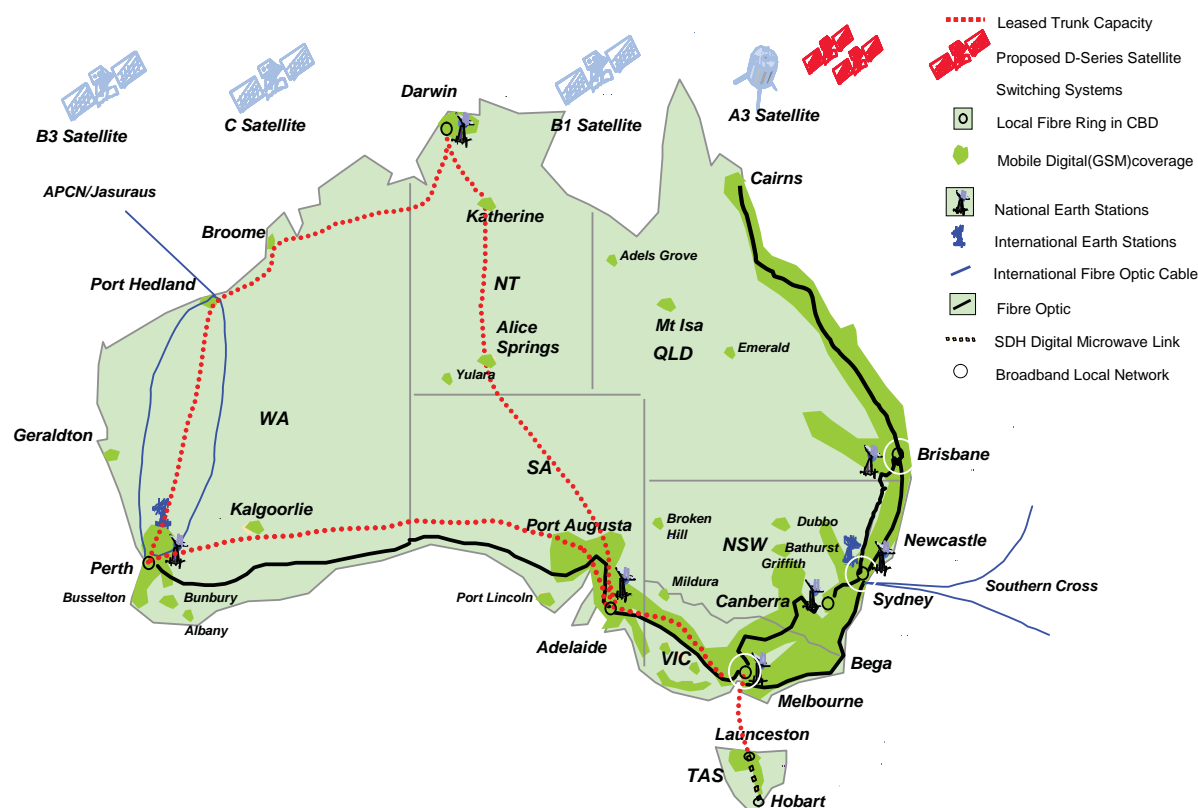 Leased Trunk Capacity
Proposed D-Series Satellite
Switching Systems
Local Fibre Ring in CBD
Mobile Digital(GSM)coverage
National Earth Stations
International Earth Stations
International Fibre Optic Cable
Fibre Optic
SDH Digital Microwave Link
Broadband Local Network
B3 Satellite
C Satellite
Darwin
B1 Satellite
A3 Satellite
APCN/Jasuraus
Cairns
Katherine
Broome
Adels Grove
Port Hedland
NT
Mt Isa
Alice
Springs
QLD
Emerald
Yulara
WA
Geraldton
SA
Brisbane
Kalgoorlie
Port Augusta
Broken
Hill
Dubbo
NSW
Newcastle
Bathurst
Griffith
Perth
Mildura
Southern Cross
Busselton
Bunbury
Port Lincoln
Canberra
Sydney
Albany
Adelaide
VIC
Bega
Melbourne
Launceston
TAS
Hobart